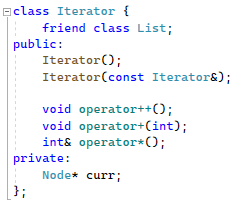 class Iterator {
    friend class List;
public:
    Iterator();
    Iterator(const Iterator&);

    void operator++();
    void operator+(int);
    int& operator*();
private:
    Node* curr;
};